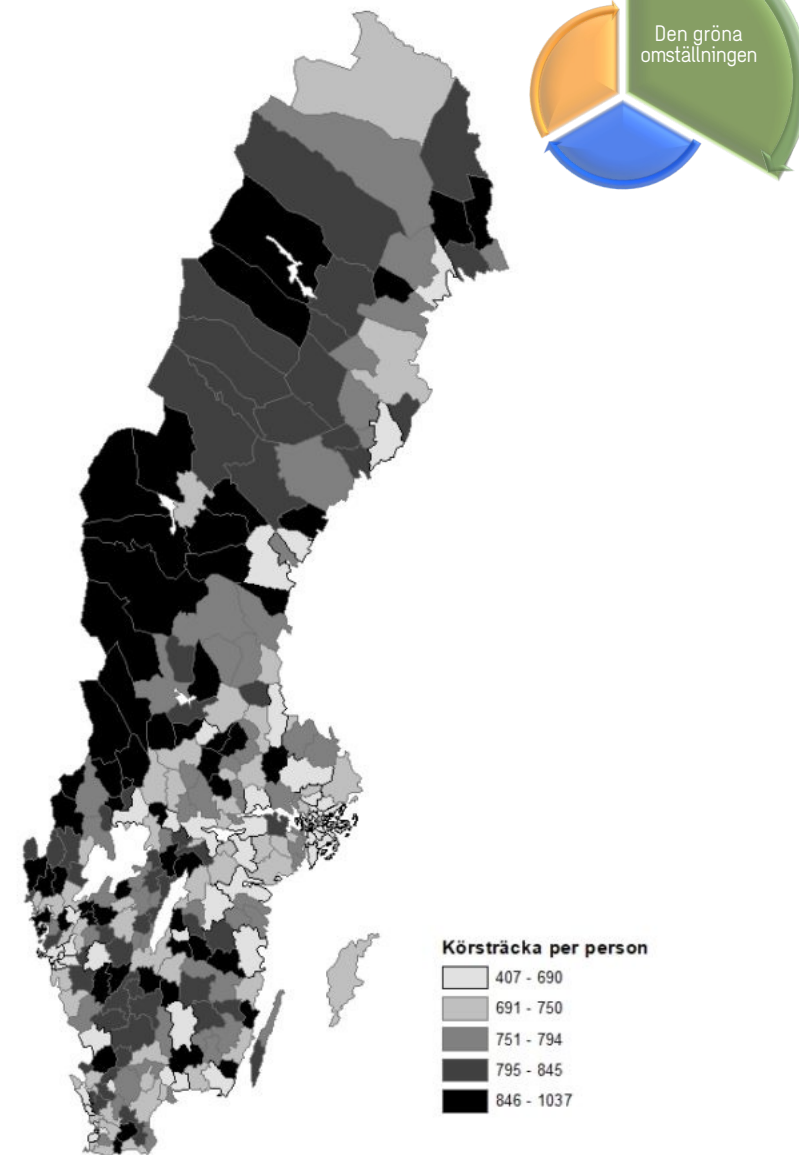 Den gröna
omställningen
Körsträcka per person
407 - 690
691 - 750
751 - 794
795 - 845
846 - 1037